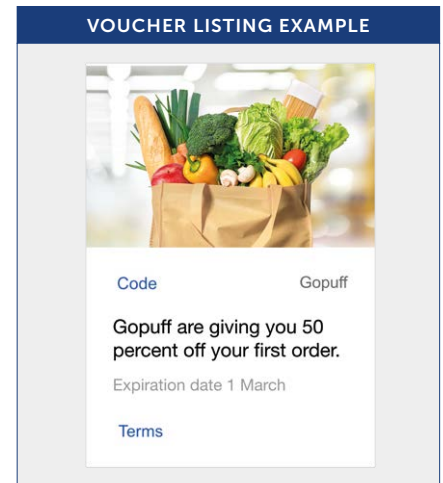 VOUCHER LISTING EXAMPLE
Code Gopuff
Gopuff are giving you 50
percent off your first order.
Expiration date 1 March
Terms